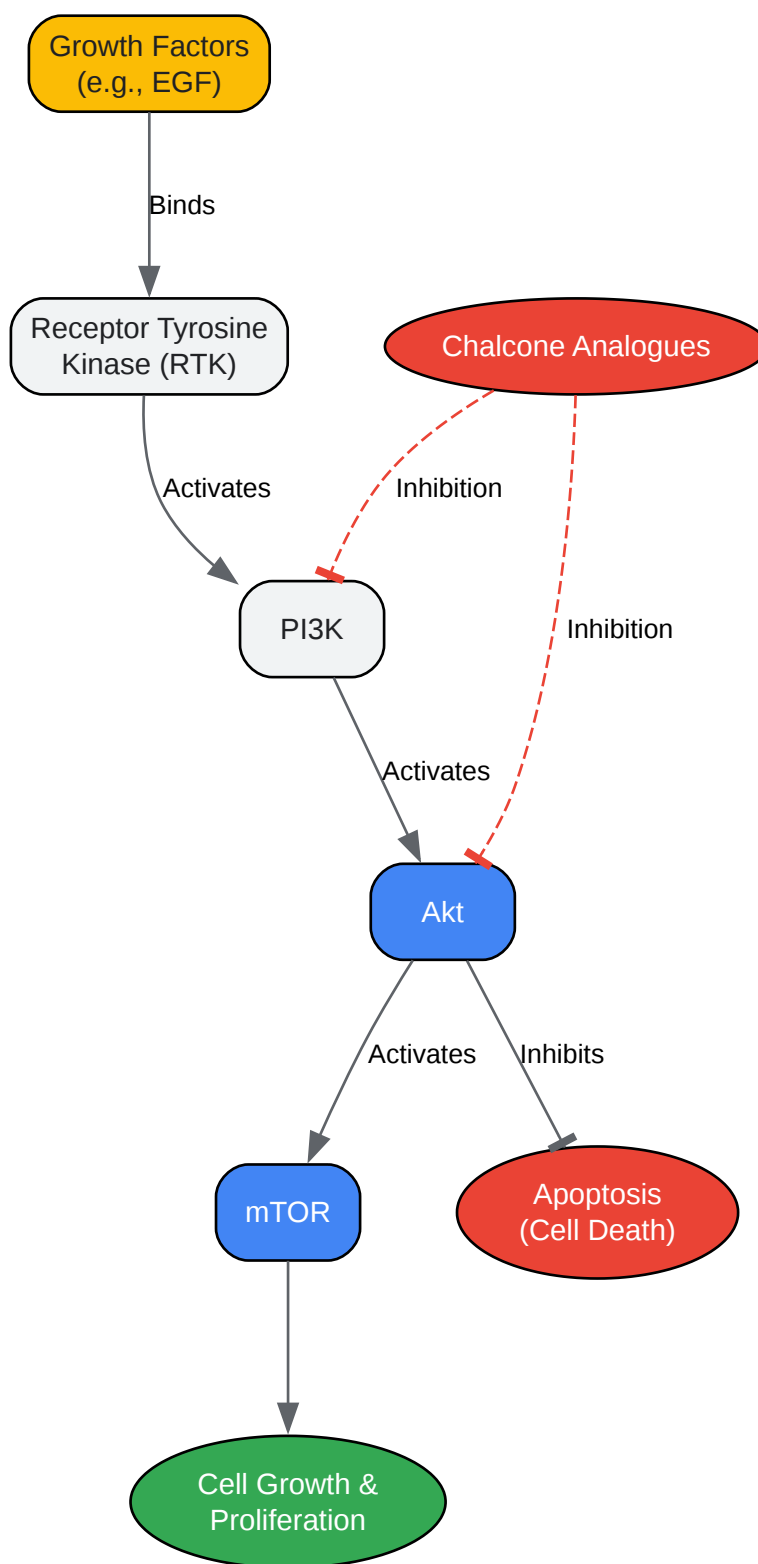 Growth Factors
(e.g., EGF)
Binds
Receptor Tyrosine
Kinase (RTK)
Chalcone Analogues
Activates
Inhibition
PI3K
Inhibition
Activates
Akt
Activates
Inhibits
mTOR
Apoptosis
(Cell Death)
Cell Growth &
Proliferation